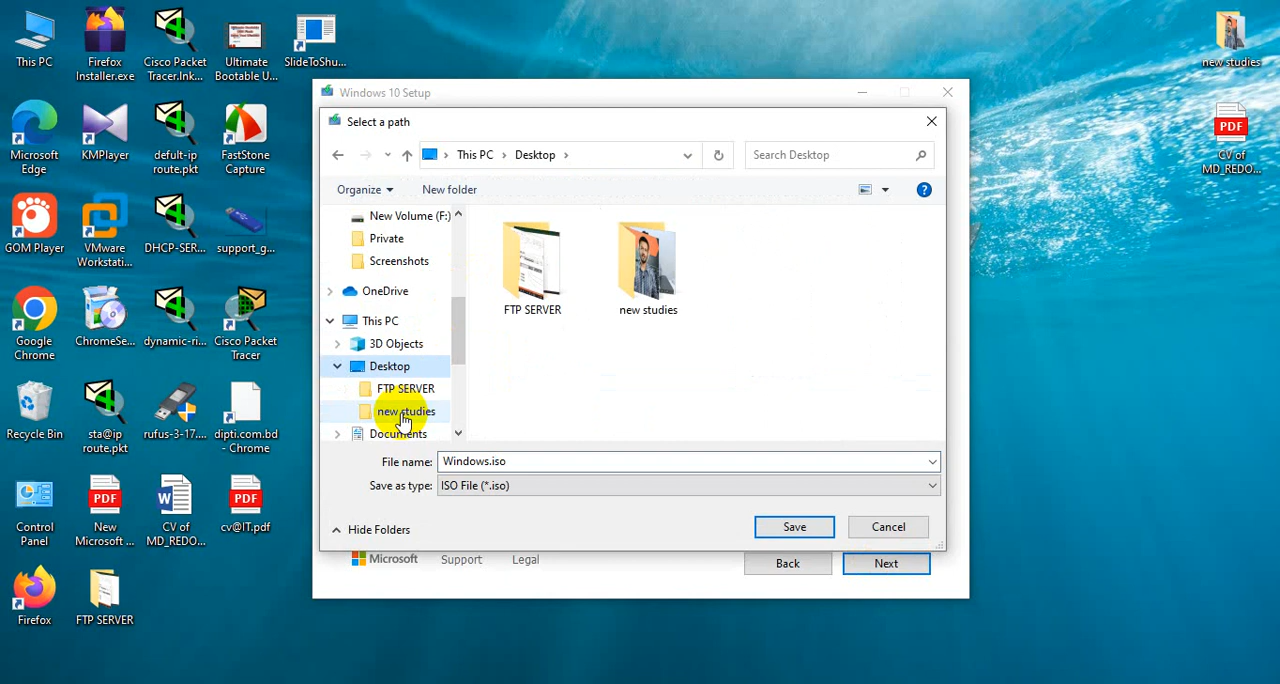 This PC
Firefox
Installer.exe
Cisco Packet
Tracer.lnk...
Ultimate
Bootable U...
SlideToShu...
new studies
Microsoft
Edge
KMPlayer
defult-ip
route.pkt
FastStone
Capture
PDF
CV of
MD_REDO...
GOM Player
VMware
Workstati...
DHCP-SER...
support_g...
Google
Chrome
ChromeSe...
dynamic-ri...
Cisco Packet
Tracer
Recycle Bin
sta@ip
route.pkt
rufus-3-17....
dipti.com.bd
- Chrome
Control
Panel
PDF
New
Microsoft ...
CV of
MD_REDO...
PDF
cv@IT.pdf
Firefox
FTP SERVER
Windows 10 Setup
Select a path
This PC
Desktop
Search Desktop
Organize
New folder
New Volume (F:)
Private
Screenshots
OneDrive
This PC
3D Objects
Desktop
FTP SERVER
new studies
Documents
FTP SERVER
new studies
File name: Windows.iso
Save as type: ISO File (*.iso)
Hide Folders
Save
Cancel
Microsoft
Support
Legal
Back
Next